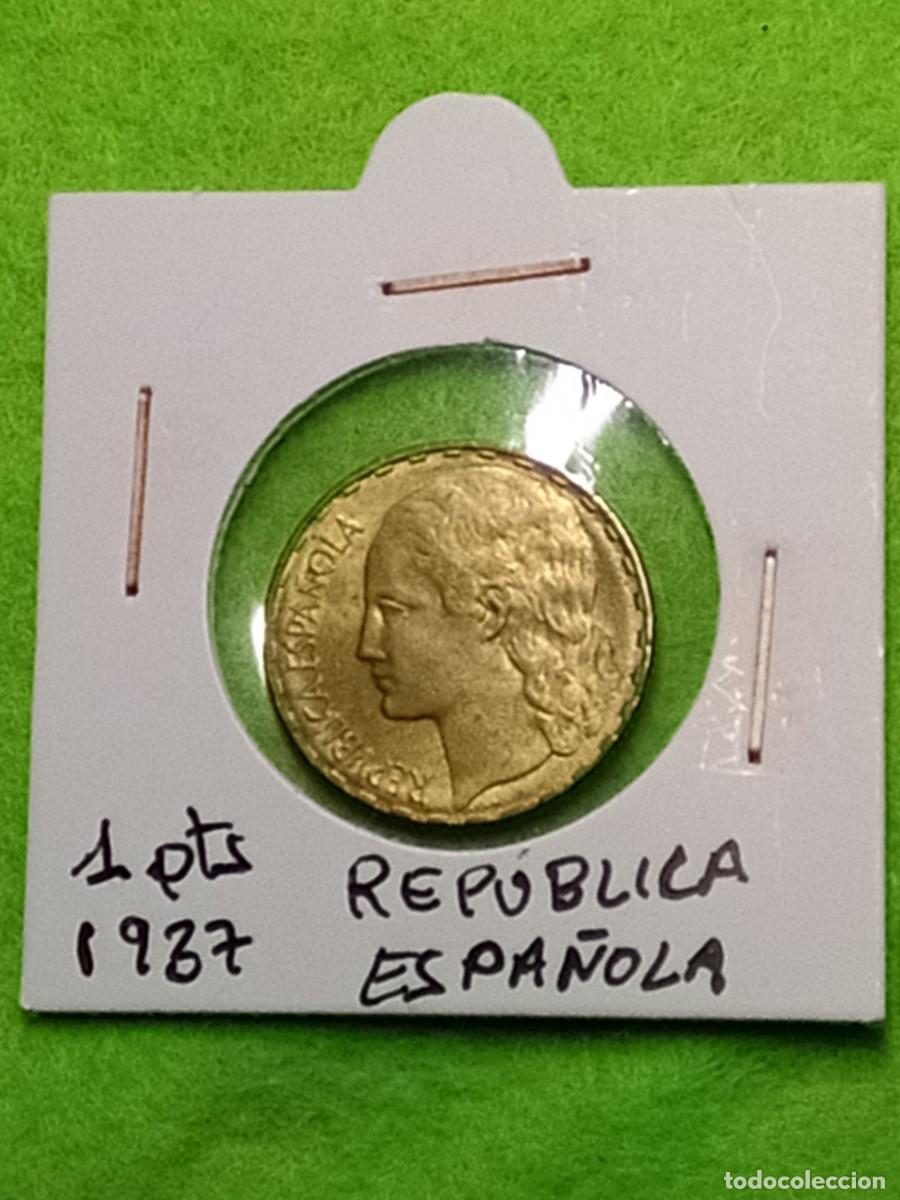 REPUBLICA ESPAÑOLA
1 pts
1937
REPÚBLICA
ESPAÑOLA
todocoleccion